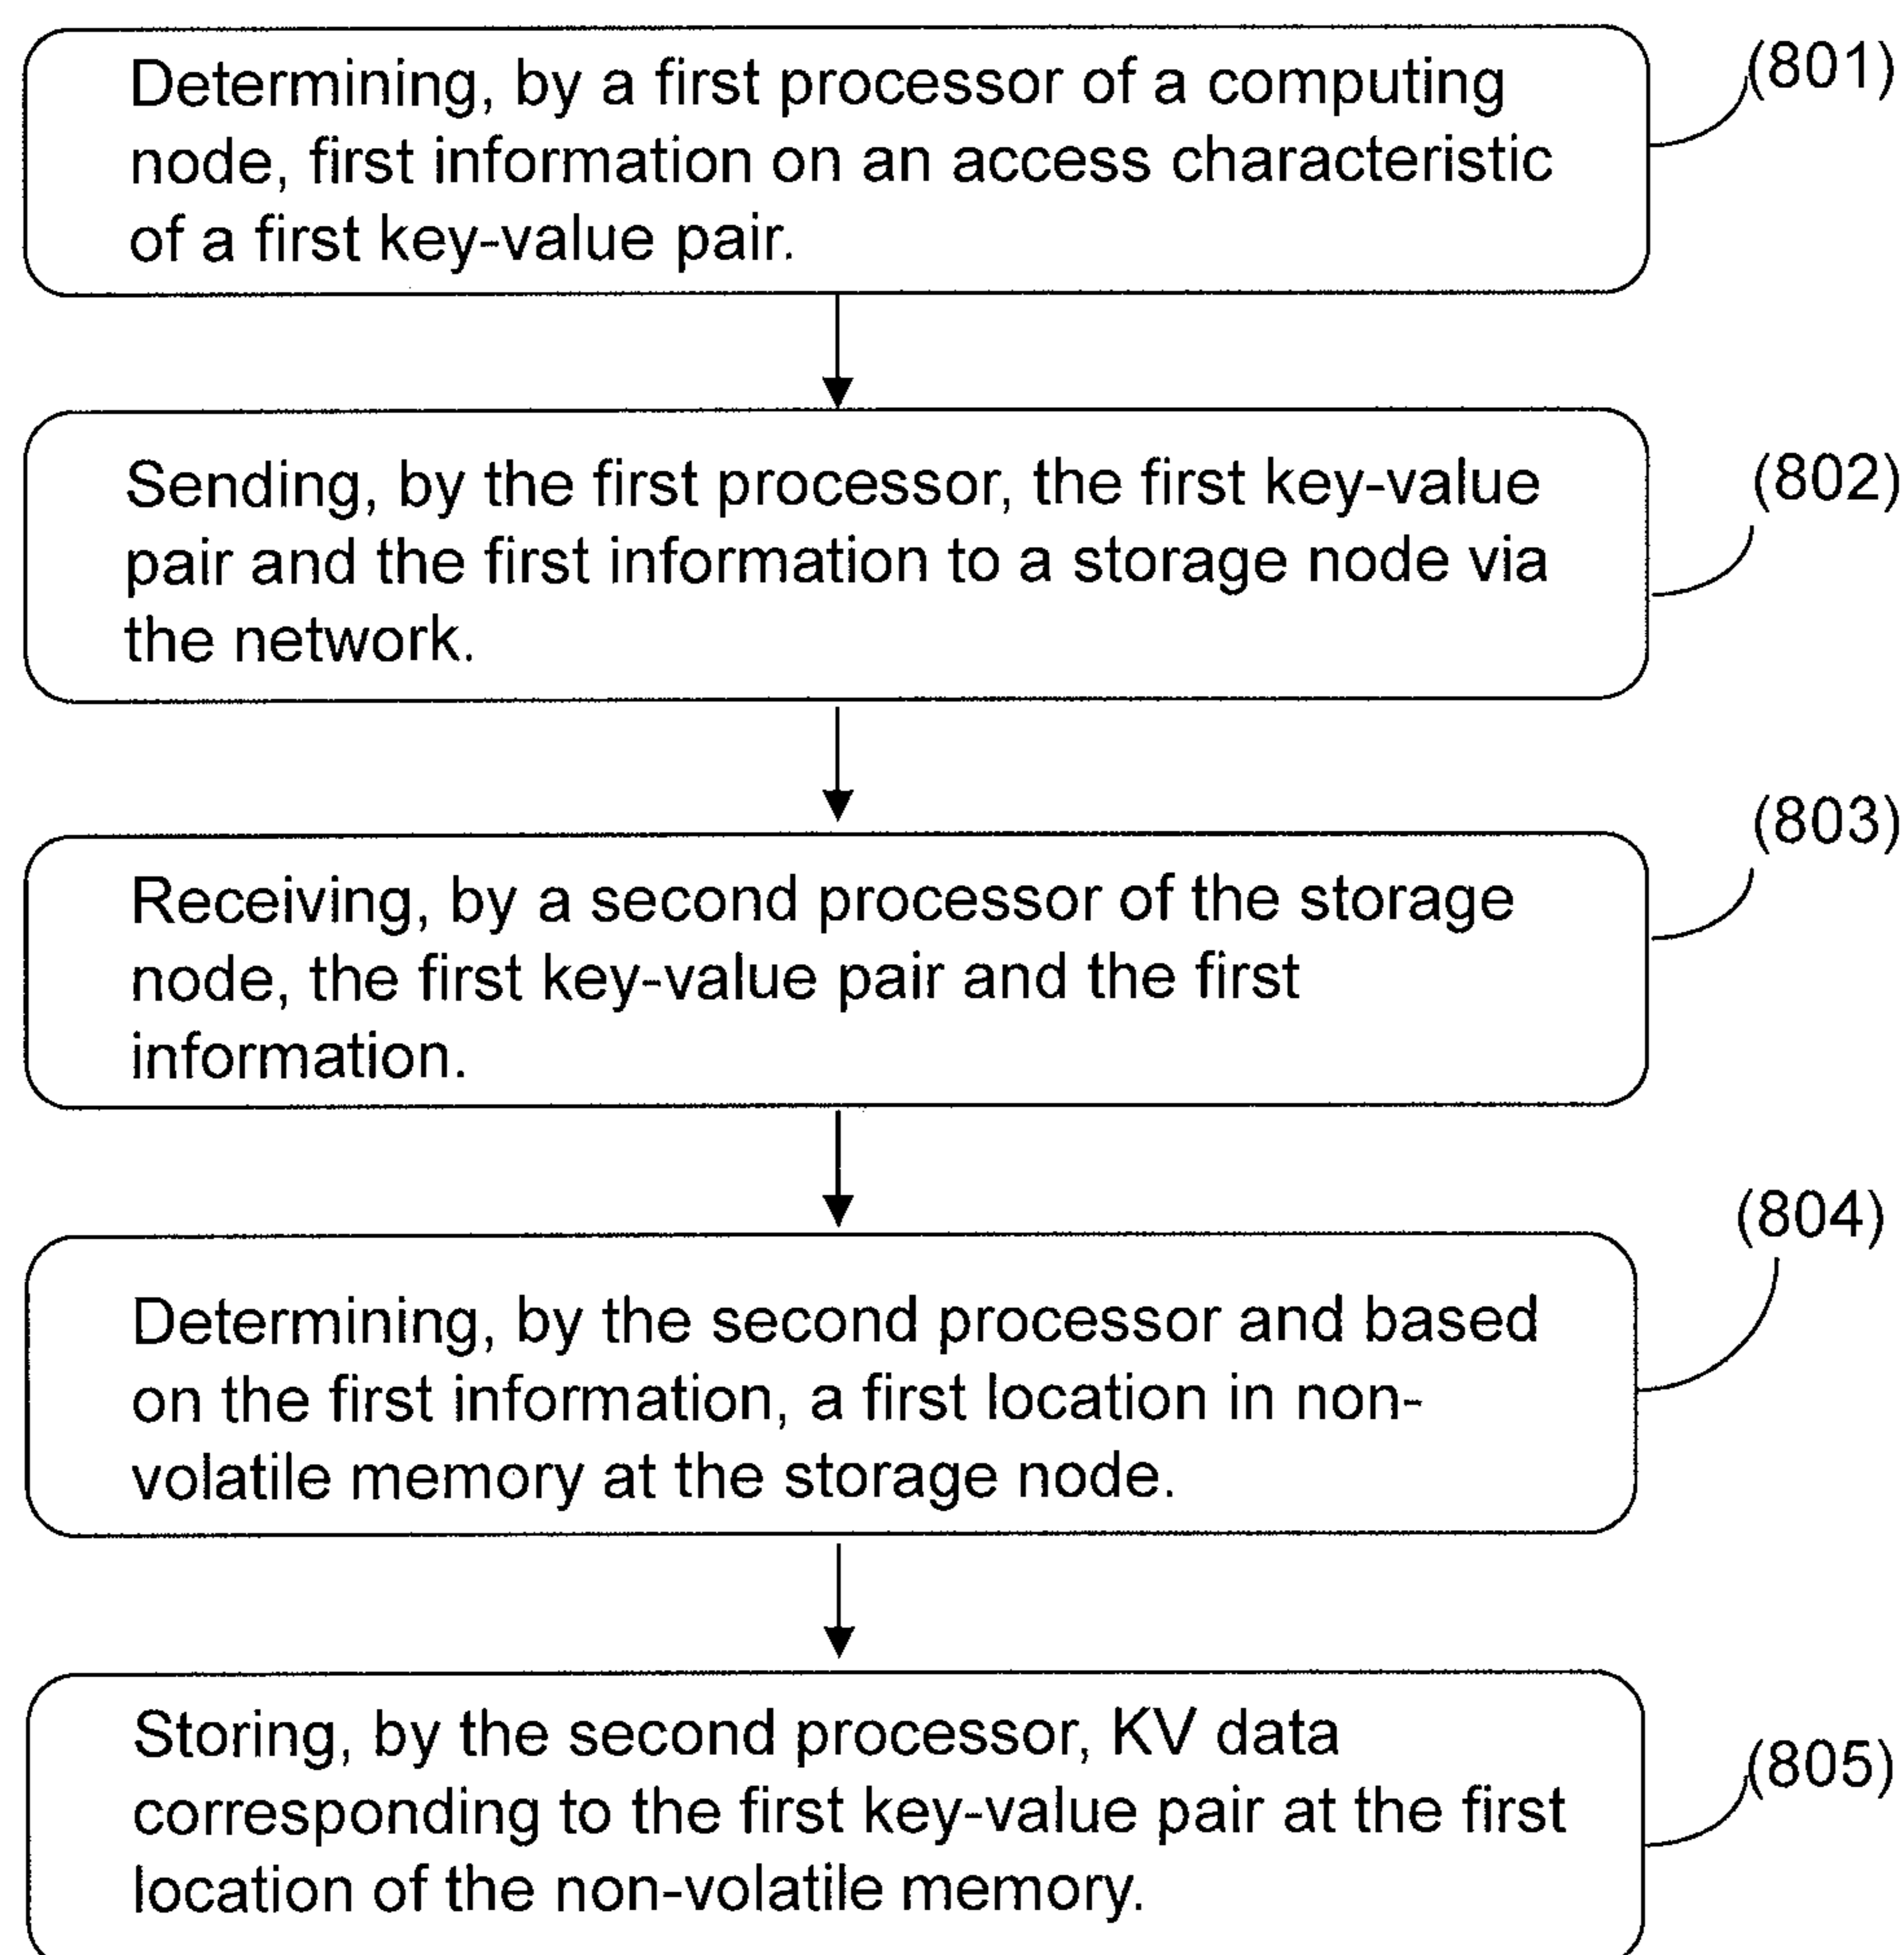 Determining, by a first processor of a computing
node, first information on an access characteristic
of a first key-value pair.
(801)
Sending, by the first processor, the first key-value
pair and the first information to a storage node via
the network.
(802)
Receiving, by a second processor of the storage
node, the first key-value pair and the first
information.
(803)
Determining, by the second processor and based
on the first information, a first location in non-
volatile memory at the storage node.
(804)
Storing, by the second processor, KV data
corresponding to the first key-value pair at the first
location of the non-volatile memory.
(805)